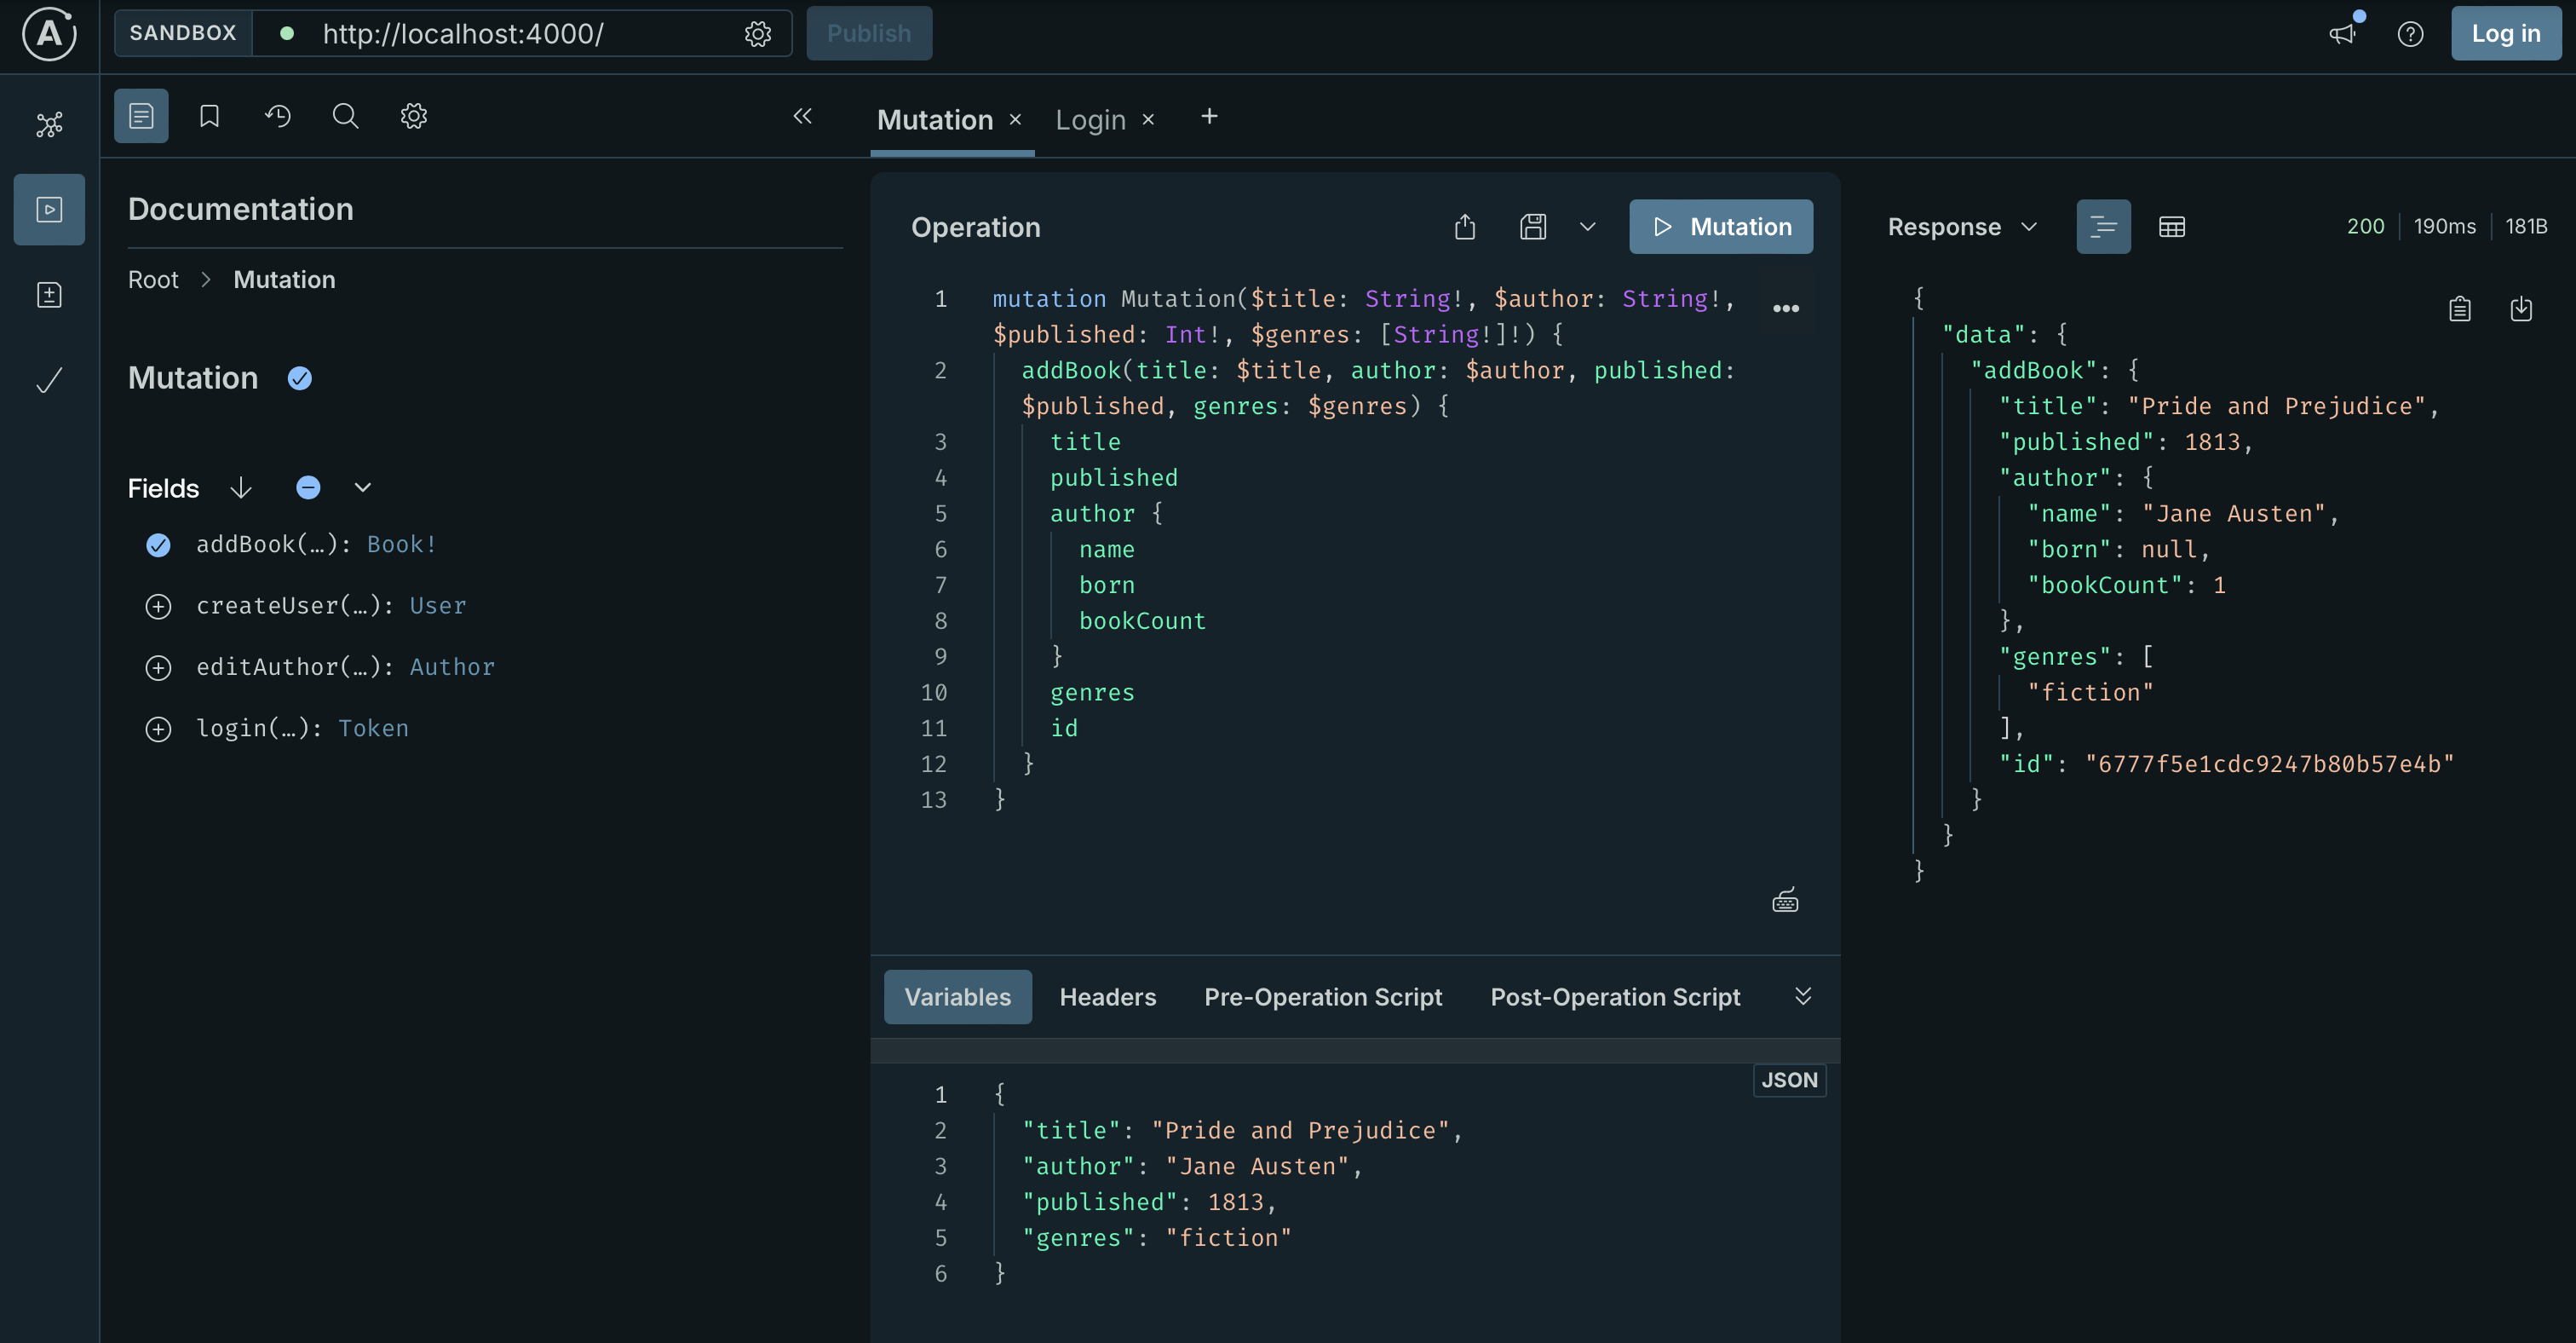 A
SANDBOX
http://localhost:4000/
Publish
Log in
Mutation
Login
Documentation
Root > Mutation
Mutation
Fields
addBook(…): Book!
createUser(…): User
editAuthor(…): Author
login(…): Token
Operation
Mutation
1 mutation Mutation($title: String!, $author: String!,
$published: Int!, $genres: [String!]!) {
2 addBook(title: $title, author: $author, published:
$published, genres: $genres) {
3 title
4 published
5 author {
6 name
7 born
8 bookCount
9 }
10 genres
11 id
12 }
13 }
Variables Headers Pre-Operation Script Post-Operation Script
JSON
1 {
2 "title": "Pride and Prejudice",
3 "author": "Jane Austen",
4 "published": 1813,
5 "genres": "fiction"
6 }
Response
200 190ms 181B
{
"data": {
"addBook": {
"title": "Pride and Prejudice",
"published": 1813,
"author": {
"name": "Jane Austen",
"born": null,
"bookCount": 1
},
"genres": [
"fiction"
],
"id": "6777f5e1cdc9247b80b57e4b"
}
}
}